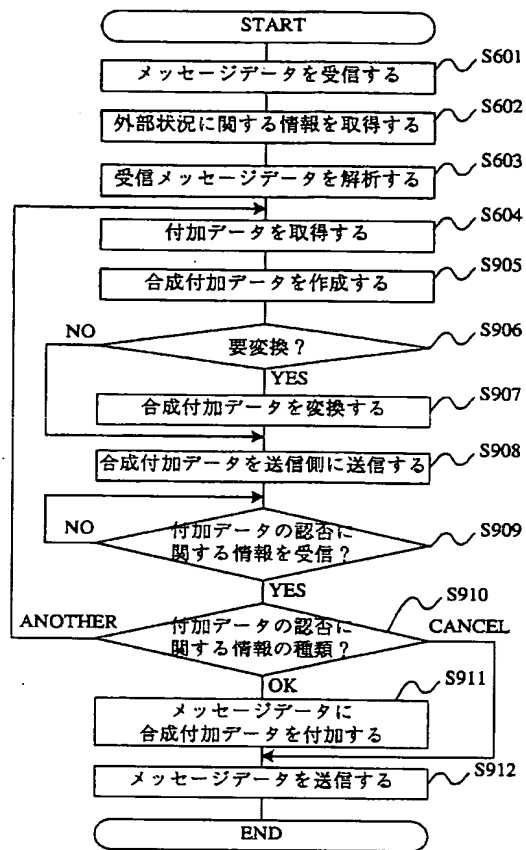 START
メッセージデータを受信する
S601
外部状況に関する情報を取得する
S602
受信メッセージデータを解析する
S603
付加データを取得する
S604
合成付加データを作成する
S905
要変換?
S906
NO
YES
合成付加データを変換する
S907
合成付加データを送信側に送信する
S908
付加データの認否に
関する情報を受信?
S909
NO
YES
付加データの認否に
関する情報の種類?
S910
ANOTHER
CANCEL
OK
メッセージデータに
合成付加データを付加する
S911
メッセージデータを送信する
S912
END